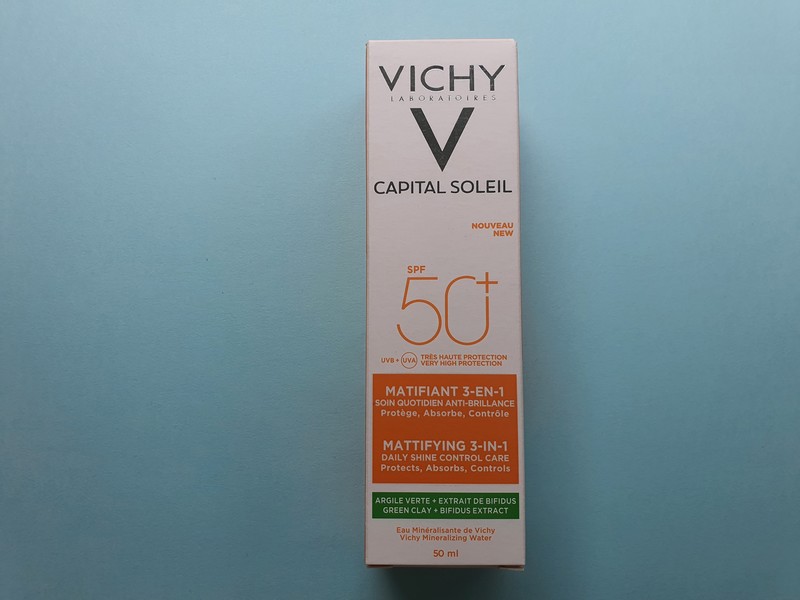 VICHY
LABORATOIRES
V
CAPITAL SOLEIL
NOUVEAU
NEW
SPF
50+
UVB + UVA TRÈS HAUTE PROTECTION
VERY HIGH PROTECTION
MATIFIANT 3-EN-1
SOIN QUOTIDIEN ANTI-BRILLANCE
Protège, Absorbe, Contrôle
MATTIFYING 3-IN-1
DAILY SHINE CONTROL CARE
Protects, Absorbs, Controls
ARGILE VERTE + EXTRAIT DE BIFIDUS
GREEN CLAY + BIFIDUS EXTRACT
Eau Minéralisante de Vichy
Vichy Mineralizing Water
50 ml